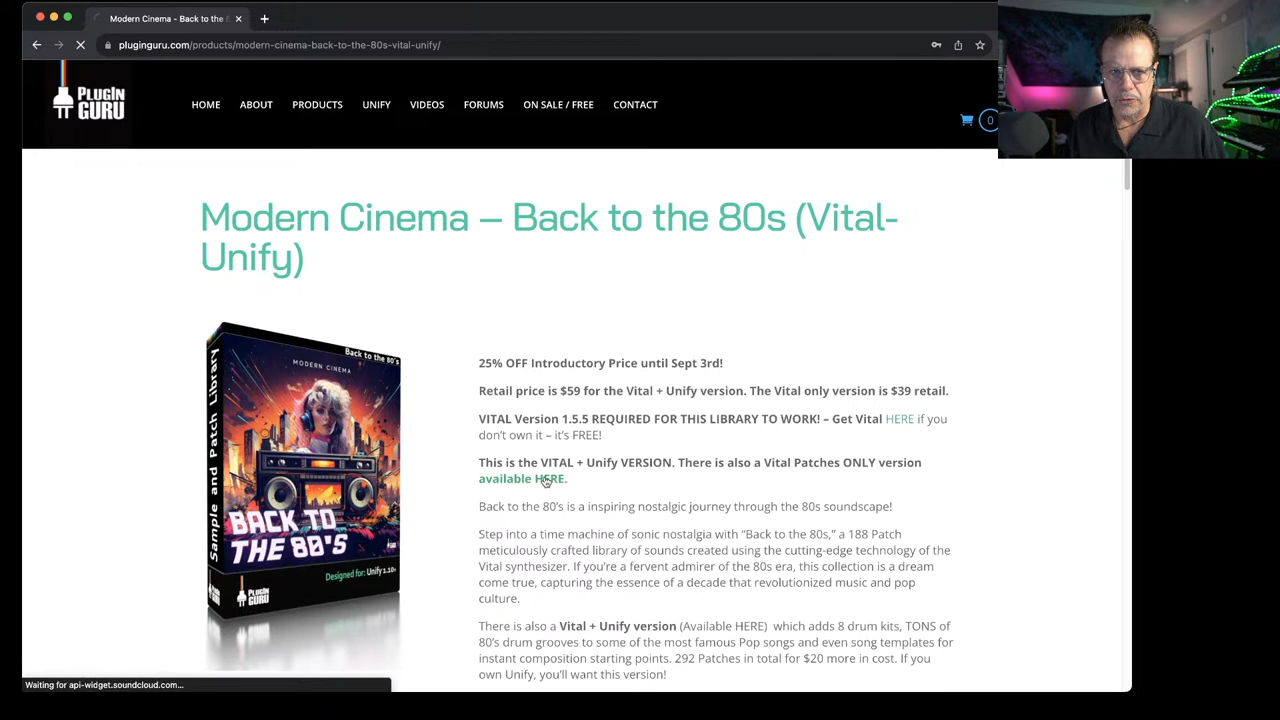 Modern Cinema - Back to the 8
pluginguru.com/products/modern-cinema-back-to-the-80s-vital-unify/
PLUGIN
GURU
HOME
ABOUT
PRODUCTS
UNIFY
VIDEOS
FORUMS
ON SALE / FREE
CONTACT
0
Modern Cinema – Back to the 80s (Vital-
Unify)
Back to the 80's
MODERN CINEMA
Sample and Patch Library
BACK TO
THE 80'S
Designed for: Unify 1.10+
PLUGIN
GURU
25% OFF Introductory Price until Sept 3rd!
Retail price is $59 for the Vital + Unify version. The Vital only version is $39 retail.
VITAL Version 1.5.5 REQUIRED FOR THIS LIBRARY TO WORK! – Get Vital HERE if you
don't own it – it's FREE!
This is the VITAL + Unify VERSION. There is also a Vital Patches ONLY version
available HERE.
Back to the 80's is a inspiring nostalgic journey through the 80s soundscape!
Step into a time machine of sonic nostalgia with “Back to the 80s,” a 188 Patch
meticulously crafted library of sounds created using the cutting-edge technology of the
Vital synthesizer. If you're a fervent admirer of the 80s era, this collection is a dream
come true, capturing the essence of a decade that revolutionized music and pop
culture.
There is also a Vital + Unify version (Available HERE) which adds 8 drum kits, TONS of
80's drum grooves to some of the most famous Pop songs and even song templates for
instant composition starting points. 292 Patches in total for $20 more in cost. If you
own Unify, you'll want this version!
Waiting for api-widget.soundcloud.com...